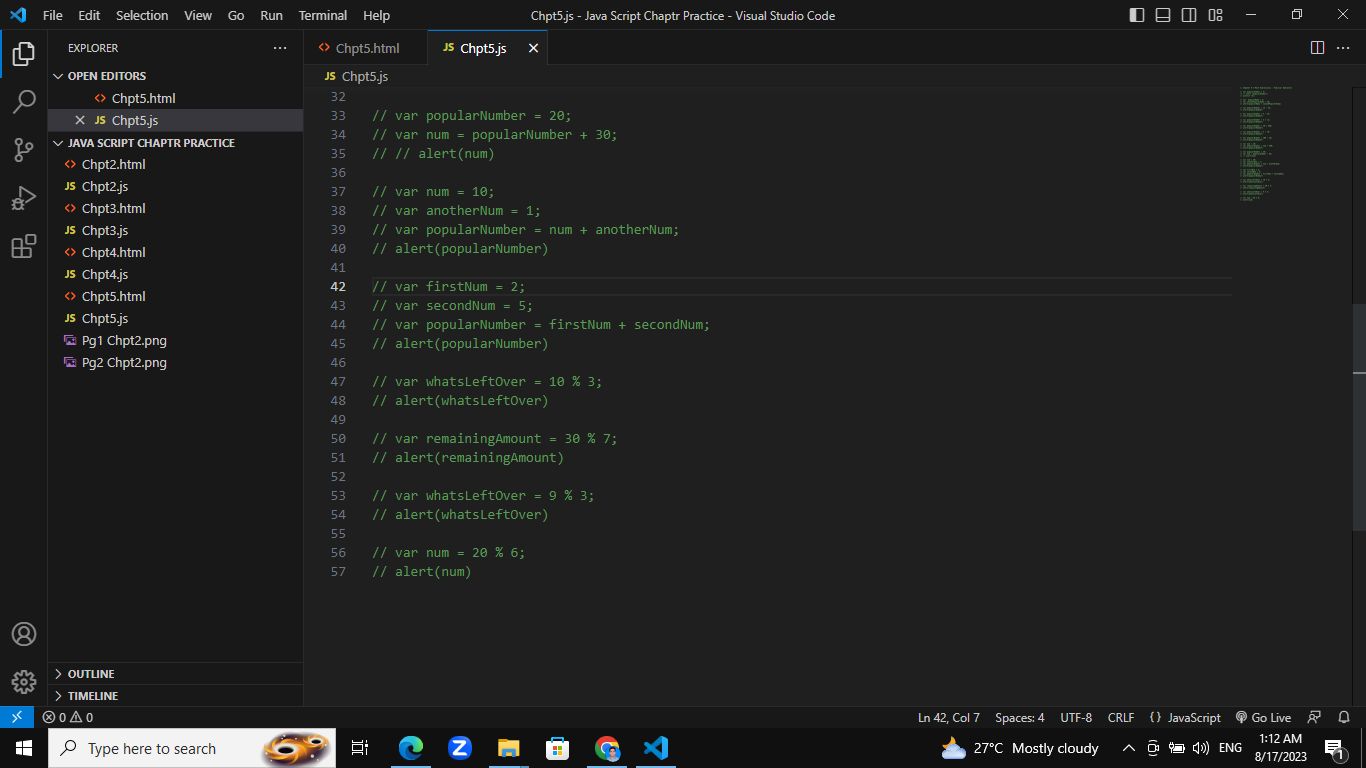 File Edit Selection View Go Run Terminal Help
Chpt5.js - Java Script Chaptr Practice - Visual Studio Code
EXPLORER
OPEN EDITORS
Chpt5.html
JS Chpt5.js
JAVA SCRIPT CHAPTR PRACTICE
Chpt2.html
JS Chpt2.js
Chpt3.html
JS Chpt3.js
Chpt4.html
JS Chpt4.js
Chpt5.html
JS Chpt5.js
Pg1 Chpt2.png
Pg2 Chpt2.png
OUTLINE
TIMELINE
Chpt5.html JS Chpt5.js
JS Chpt5.js
32
33 // var popularNumber = 20;
34 // var num = popularNumber + 30;
35 // // alert(num)
36
37 // var num = 10;
38 // var anotherNum = 1;
39 // var popularNumber = num + anotherNum;
40 // alert(popularNumber)
41
42 // var firstNum = 2;
43 // var secondNum = 5;
44 // var popularNumber = firstNum + secondNum;
45 // alert(popularNumber)
46
47 // var whatsLeftOver = 10 % 3;
48 // alert(whatsLeftOver)
49
50 // var remainingAmount = 30 % 7;
51 // alert(remainingAmount)
52
53 // var whatsLeftOver = 9 % 3;
54 // alert(whatsLeftOver)
55
56 // var num = 20 % 6;
57 // alert(num)
0 0
Ln 42, Col 7 Spaces: 4 UTF-8 CRLF {} JavaScript Go Live
Type here to search
27°C Mostly cloudy
ENG
1:12 AM
8/17/2023
1